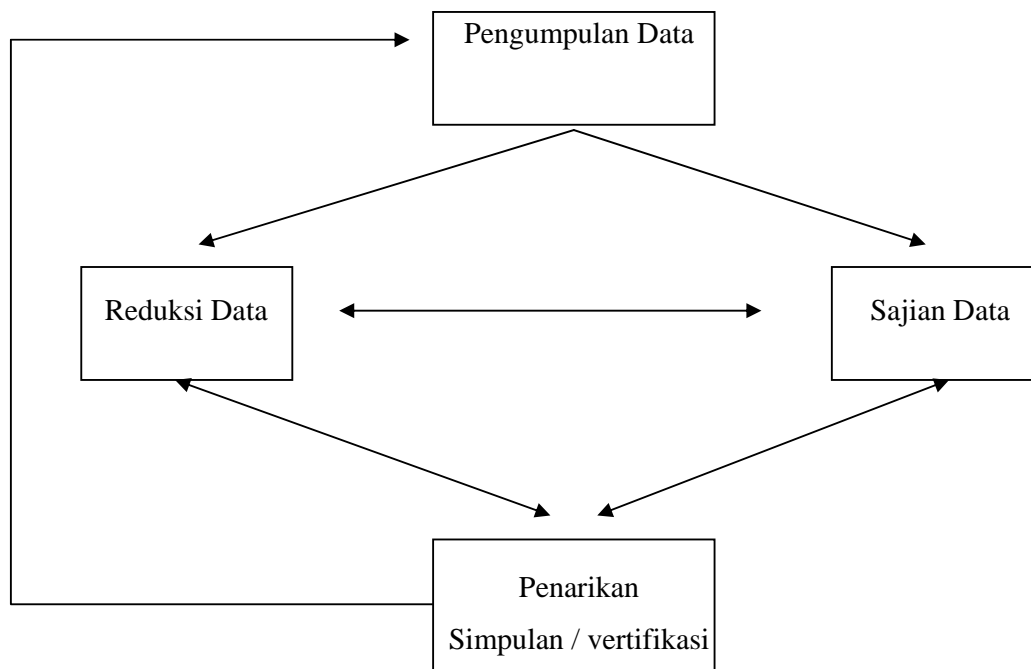 Pengumpulan Data
Reduksi Data
Sajian Data
Penarikan
Simpulan / vertifikasi